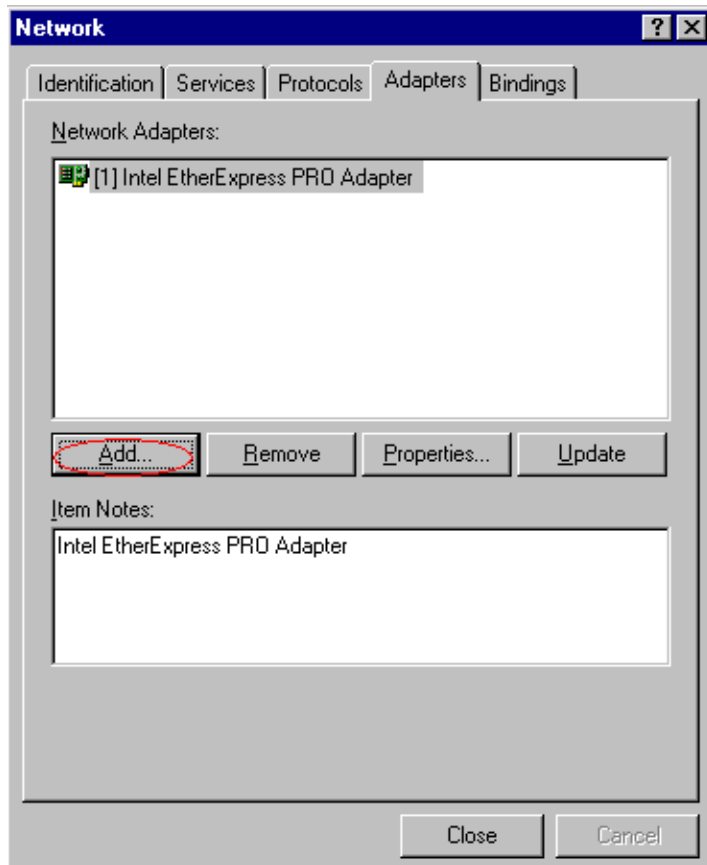 Network
Identification Services Protocols Adapters Bindings
Network Adapters:
[1] Intel EtherExpress PRO Adapter
Add... Remove Properties... Update
Item Notes:
Intel EtherExpress PRO Adapter
Close Cancel